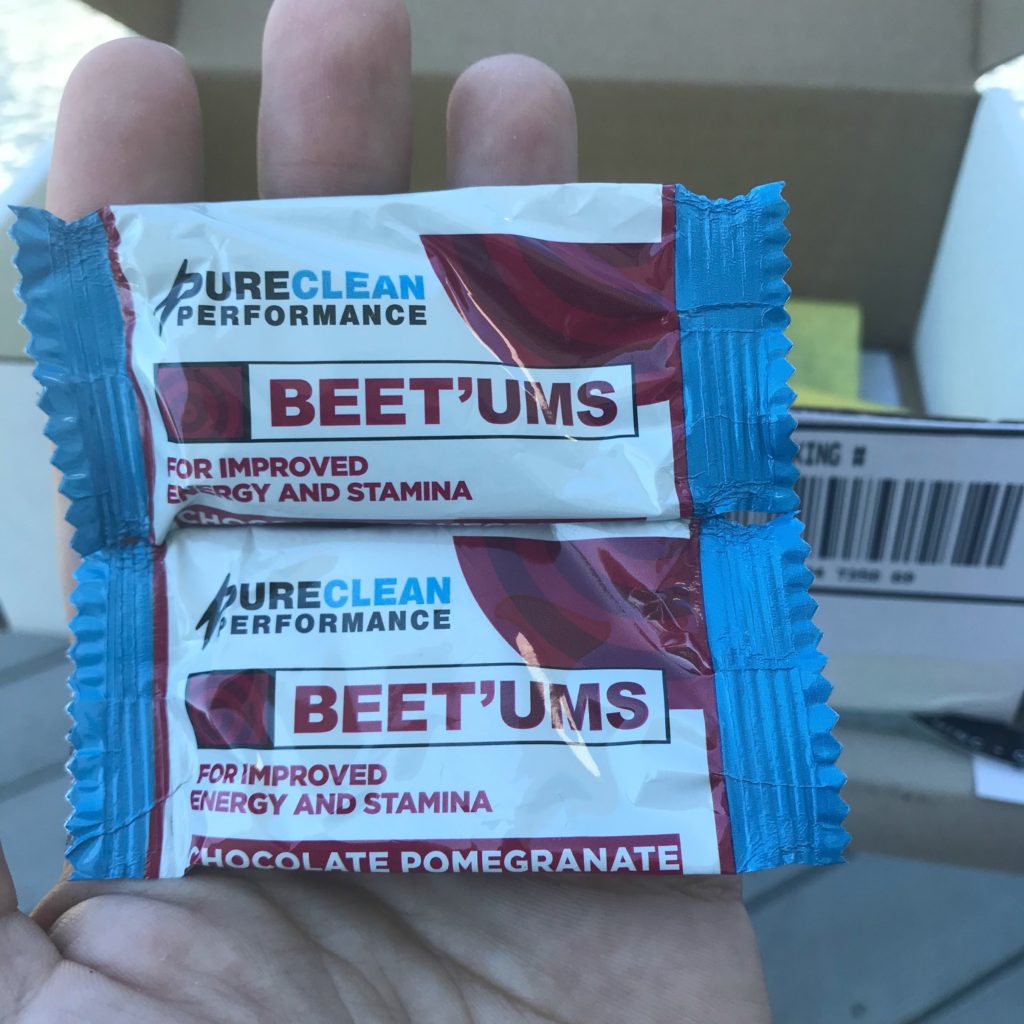 PURECLEAN
PERFORMANCE
BEET'UMS
FOR IMPROVED
ENERGY AND STAMINA
PURECLEAN
PERFORMANCE
BEET'UMS
FOR IMPROVED
ENERGY AND STAMINA
CHOCOLATE POMEGRANATE